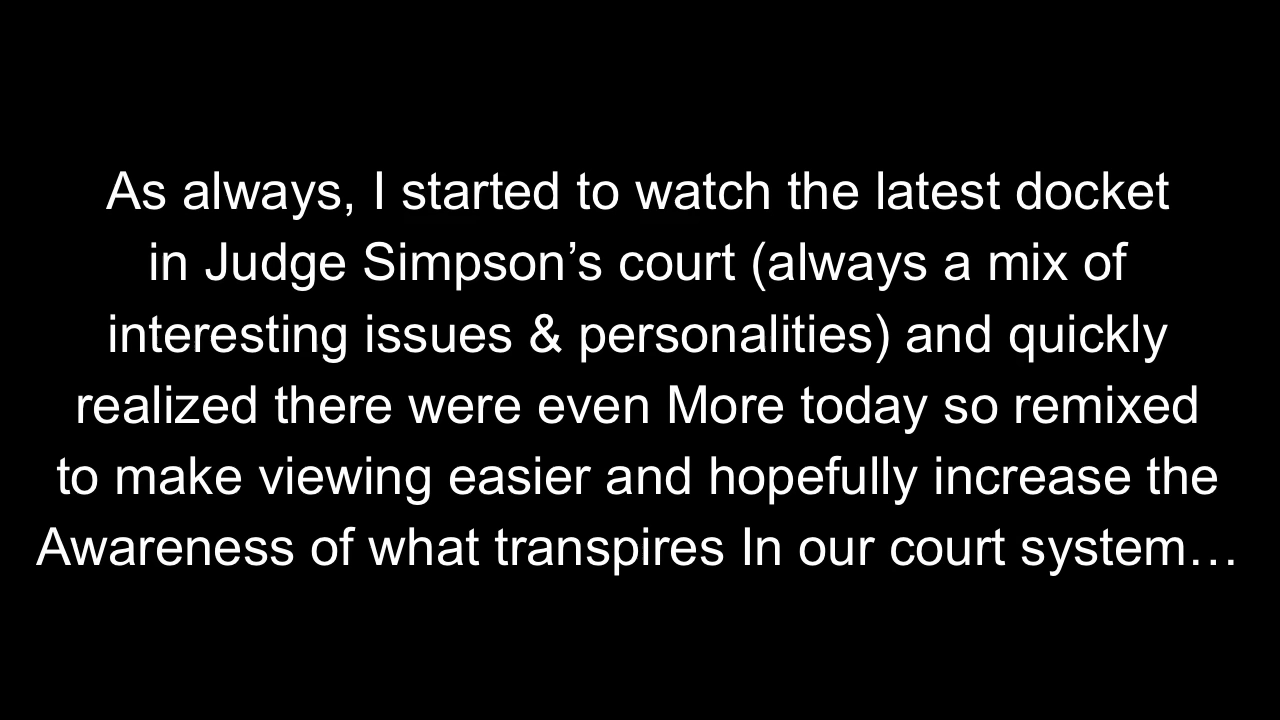 As always, I started to watch the latest docket
in Judge Simpson’s court (always a mix of
interesting issues & personalities) and quickly
realized there were even More today so remixed
to make viewing easier and hopefully increase the
Awareness of what transpires In our court system…